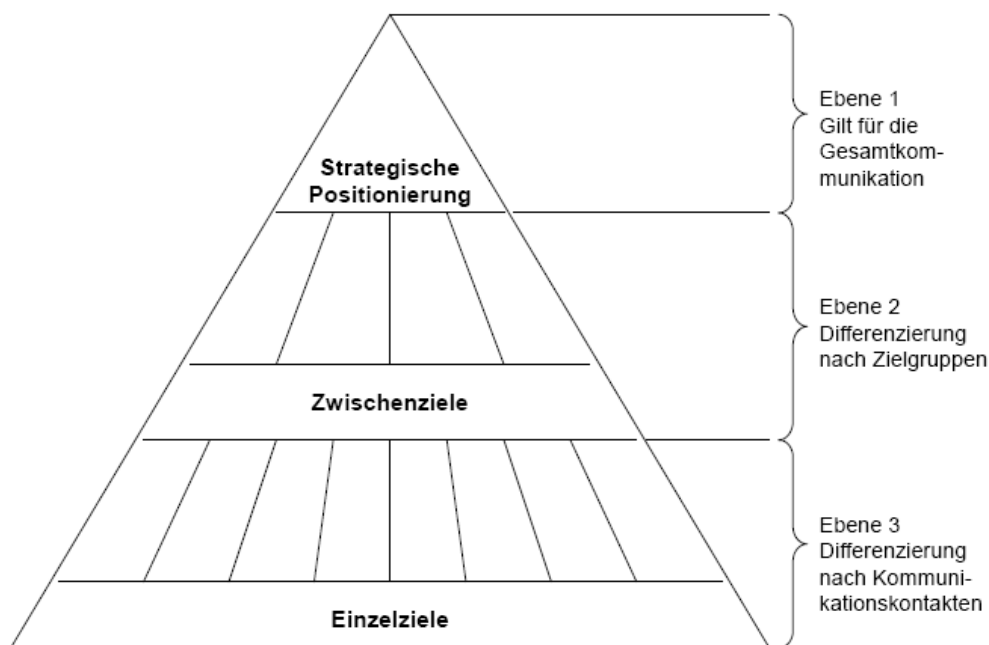 Strategische
Positionierung
Ebene 1
Gilt für die
Gesamtkom-
munikation
Zwischenziele
Ebene 2
Differenzierung
nach Zielgruppen
Einzelziele
Ebene 3
Differenzierung
nach Kommuni-
kationskontakten